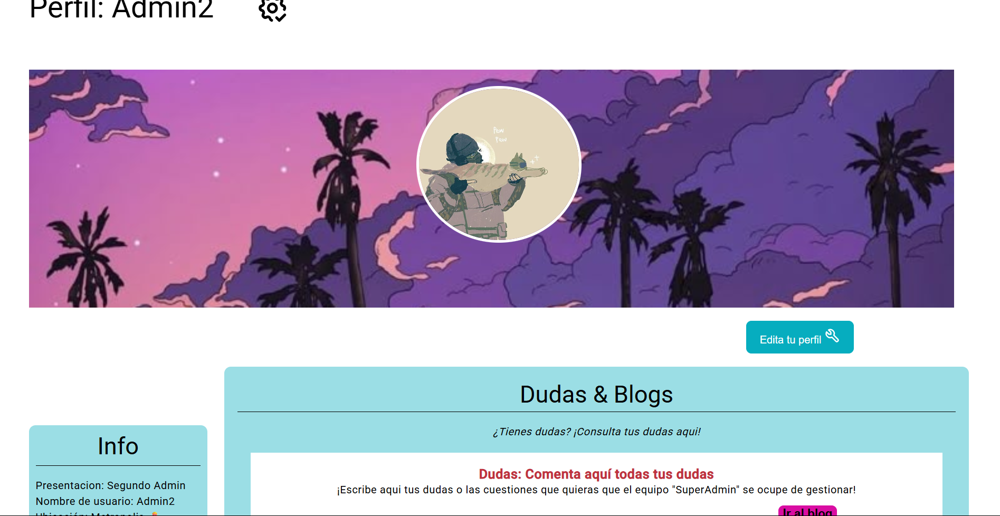 Perfil: Admin2
Pew
Pew
Edita tu perfil
Dudas & Blogs
¿Tienes dudas? ¡Consulta tus dudas aqui!
Info
Presentacion: Segundo Admin
Nombre de usuario: Admin2
Ubicación: Metropolis
Dudas: Comenta aquí todas tus dudas
¡Escribe aqui tus dudas o las cuestiones que quieras que el equipo "SuperAdmin" se ocupe de gestionar!
Ir al blog